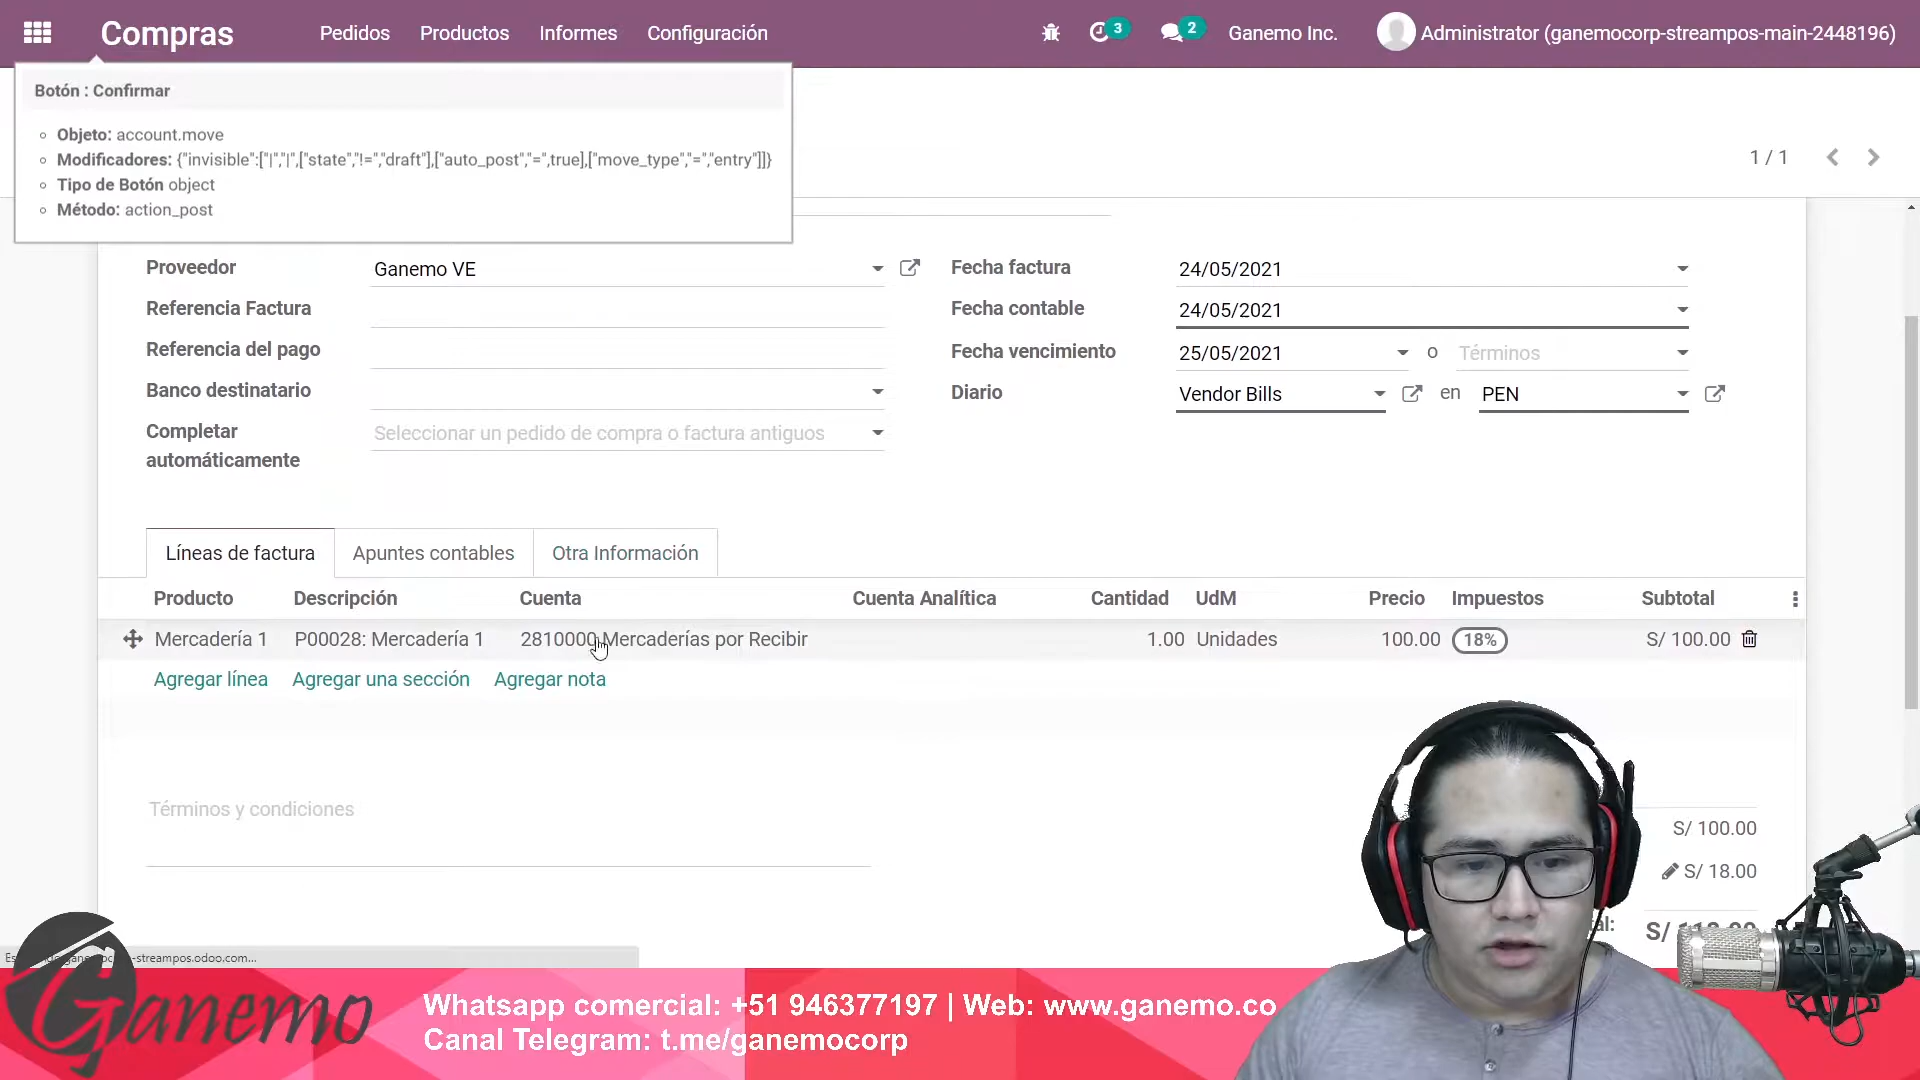 Compras
Pedidos
Productos
Informes
Configuración
3
2
Ganemo Inc.
Administrator (ganemocorp-streampos-main-2448196)
Botón : Confirmar
Objeto: account.move
Modificadores: {"invisible":["|","|",["state","!=","draft"],["auto_post","=",true],["move_type","=","entry"]]}
Tipo de Botón object
Método: action_post
1 / 1
Proveedor
Ganemo VE
Fecha factura
24/05/2021
Referencia Factura
Fecha contable
24/05/2021
Referencia del pago
Fecha vencimiento
25/05/2021
o
Términos
Banco destinatario
Diario
Vendor Bills
en
PEN
Completar
automáticamente
Seleccionar un pedido de compra o factura antiguos
Líneas de factura
Apuntes contables
Otra Información
Producto
Descripción
Cuenta
Cuenta Analítica
Cantidad
UdM
Precio
Impuestos
Subtotal
Mercadería 1
P00028: Mercadería 1
2810000 Mercaderías por Recibir
1.00
Unidades
100.00
18%
S/ 100.00
Agregar línea
Agregar una sección
Agregar nota
Términos y condiciones
S/ 100.00
S/ 18.00
S/
-streampos.odoo.com...
Ganemo
Whatsapp comercial: +51 946377197 | Web: www.ganemo.co
Canal Telegram: t.me/ganemocorp